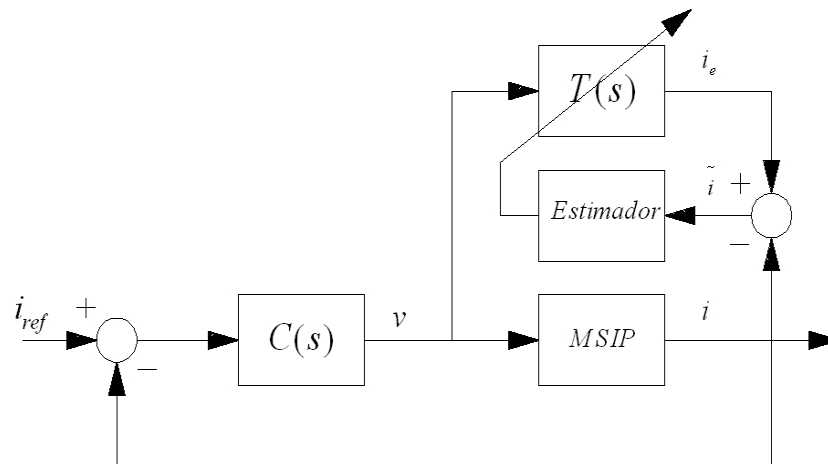 i_e
T(s)
ĩ
+
Estimador
−
i_ref
+
v
i
C(s)
MSIP
−